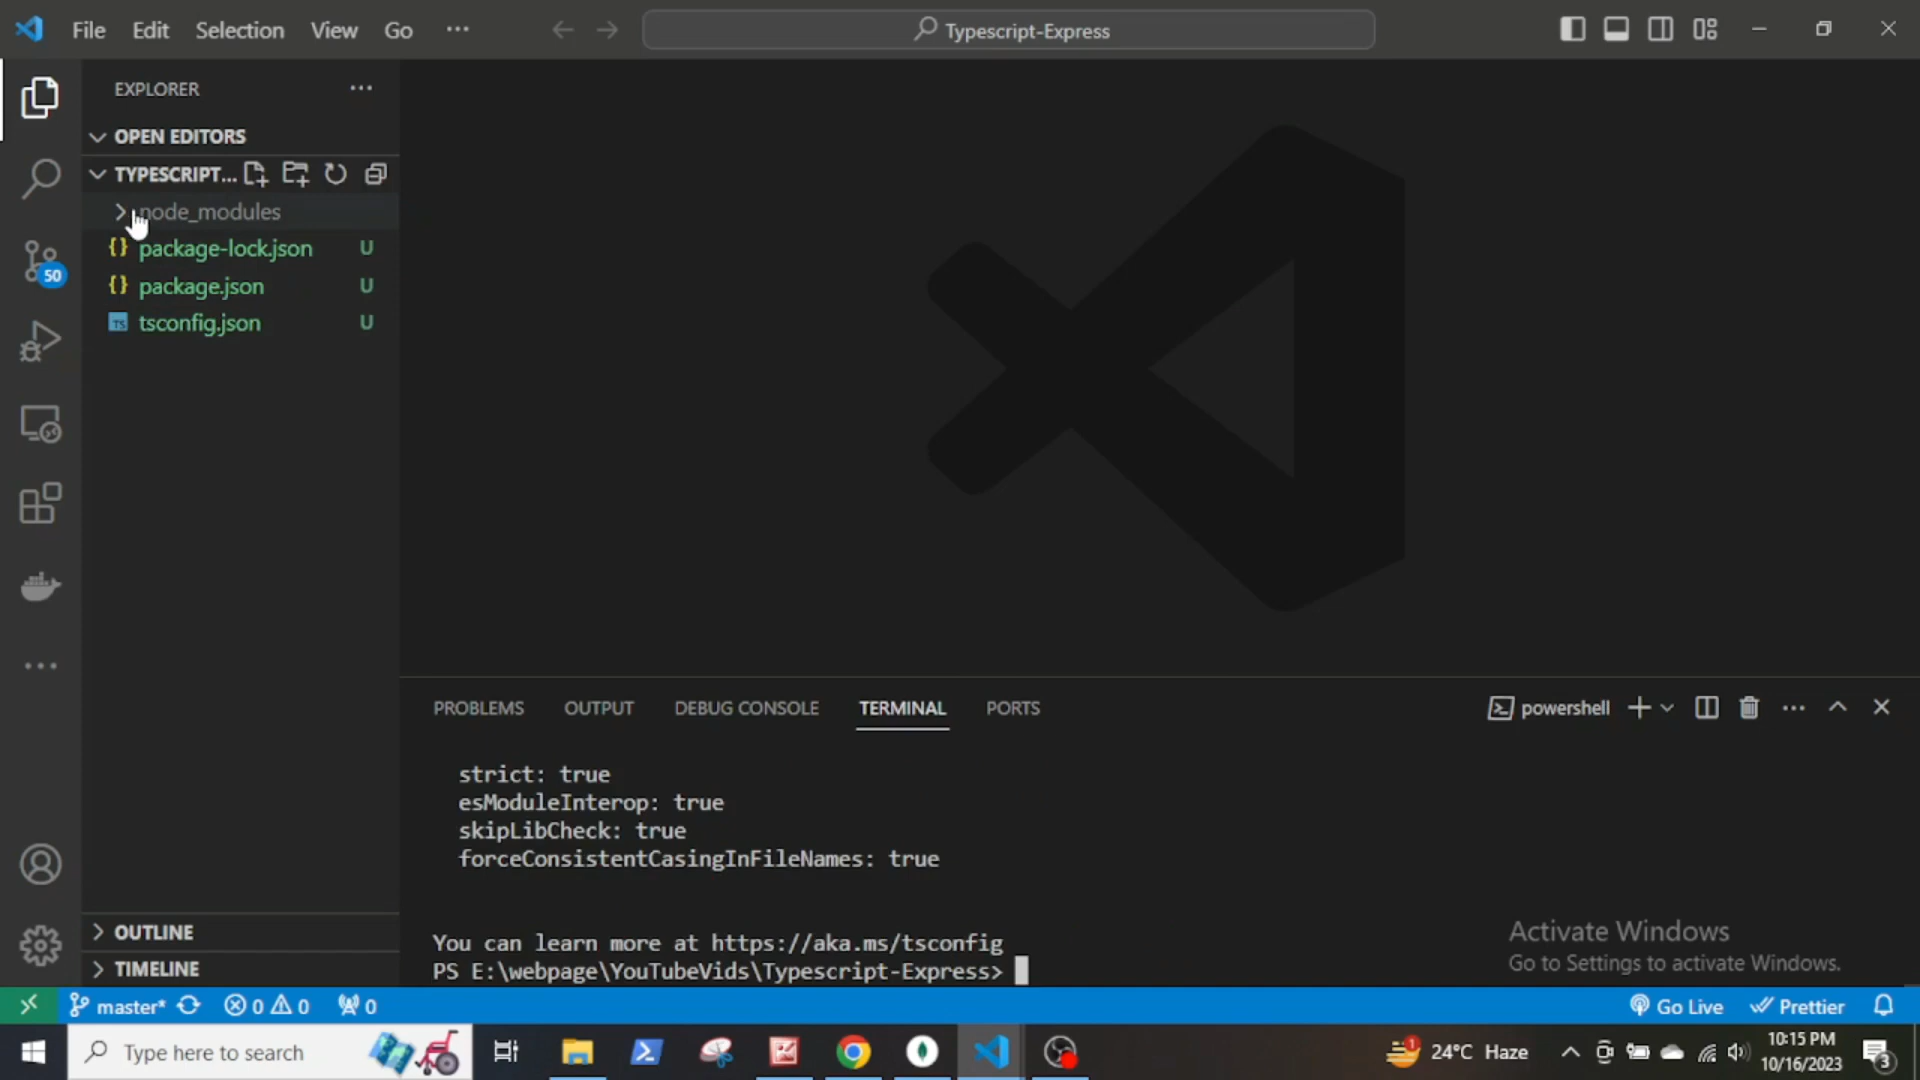 File Edit Selection View Go ···
Typescript-Express
EXPLORER
OPEN EDITORS
TYPESCRIPT...
node_modules
{} package-lock.json U
{} package.json U
TS tsconfig.json U
50
OUTLINE
TIMELINE
PROBLEMS OUTPUT DEBUG CONSOLE TERMINAL PORTS
powershell
strict: true
esModuleInterop: true
skipLibCheck: true
forceConsistentCasingInFileNames: true
You can learn more at https://aka.ms/tsconfig
PS E:\webpage\YouTubeVids\Typescript-Express>
Activate Windows
Go to Settings to activate Windows.
master* 0 0 0
Go Live Prettier
Type here to search
1
24°C Haze
10:15 PM
10/16/2023
3